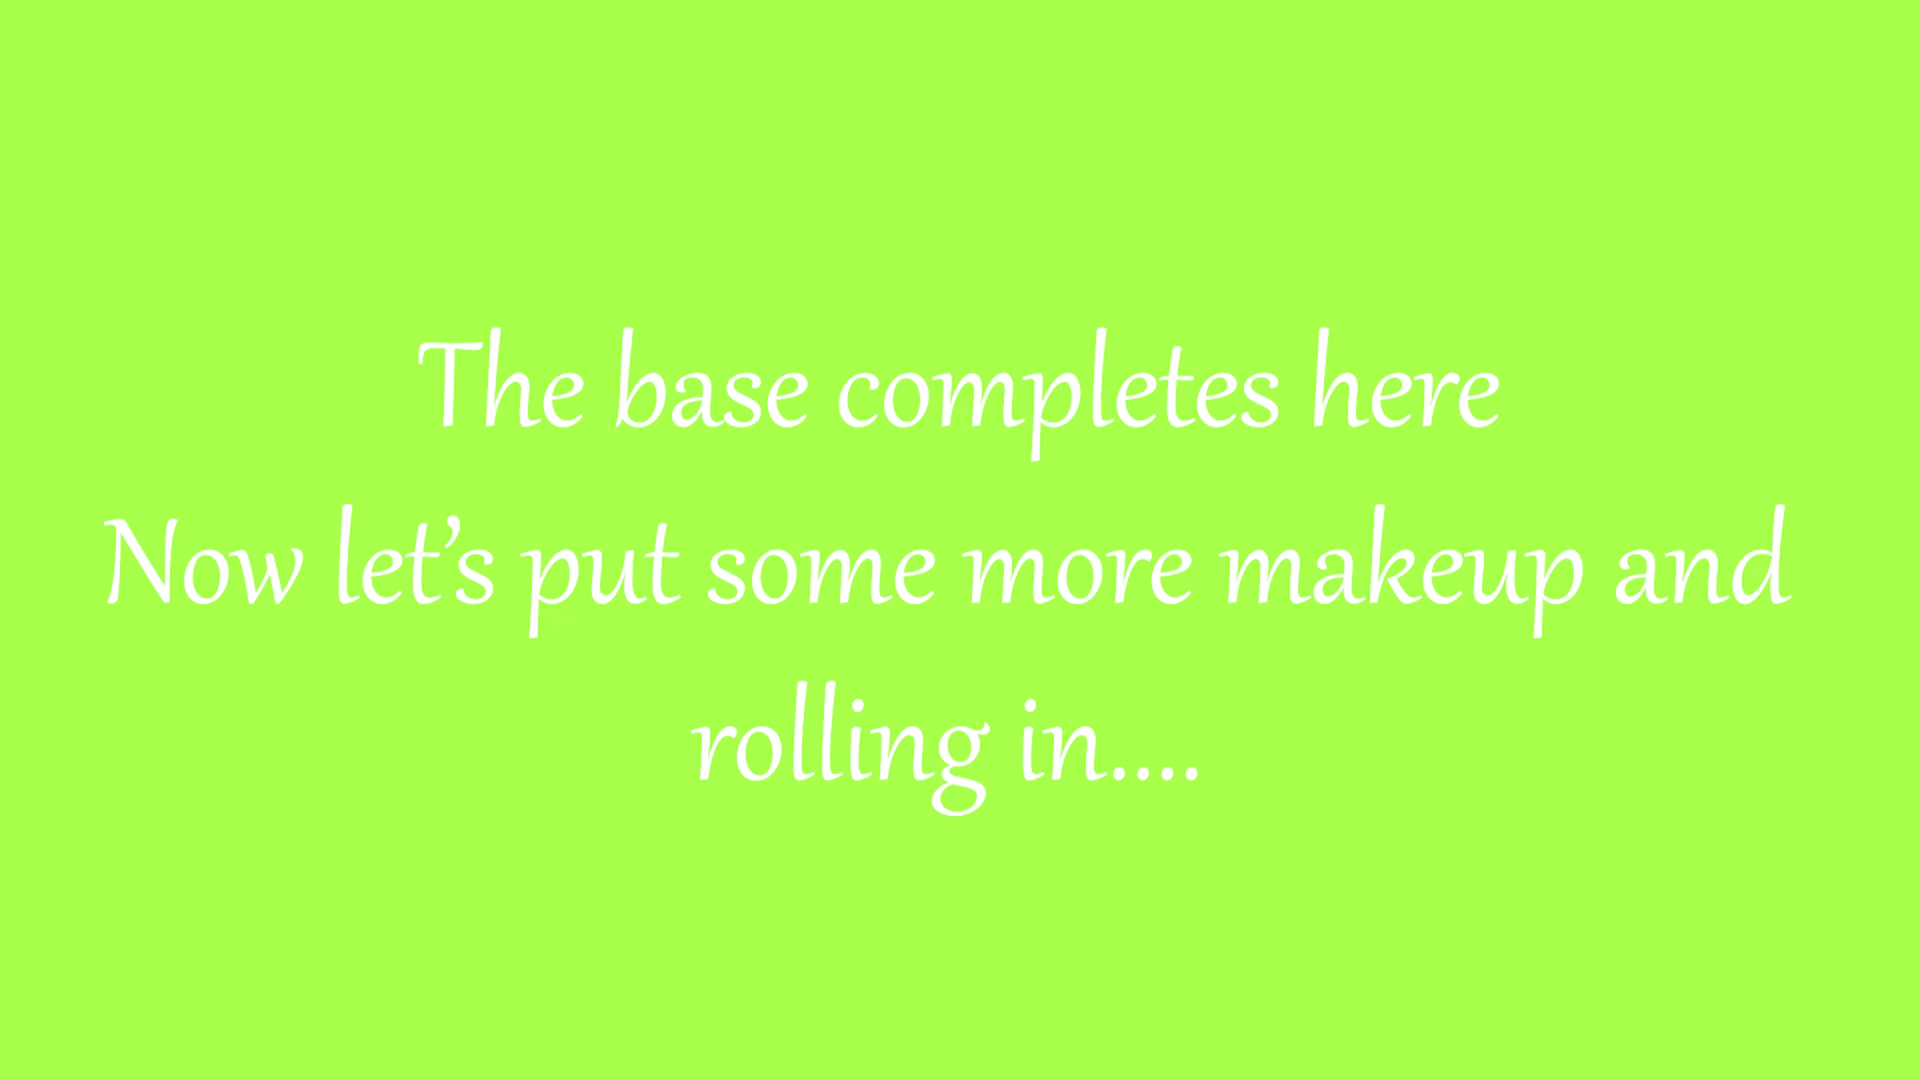 The base completes here
Now let’s put some more makeup and
rolling in....